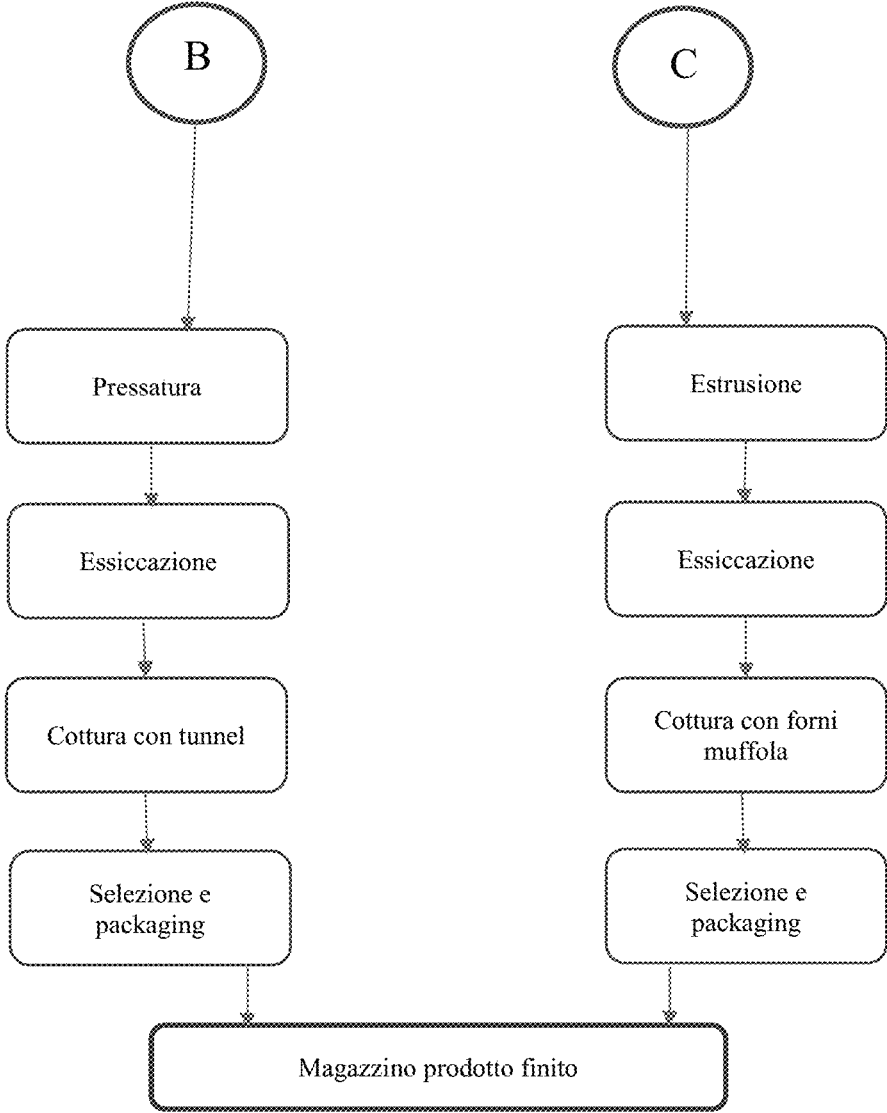 B
C
Pressatura
Estrusione
Essiccazione
Essiccazione
Cottura con tunnel
Cottura con forni
muffola
Selezione e
packaging
Selezione e
packaging
Magazzino prodotto finito